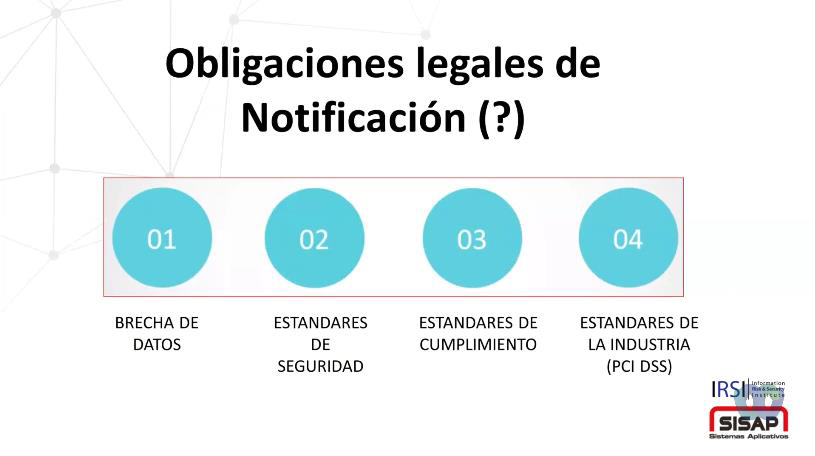 Obligaciones legales de
Notificación (?)
01
02
03
04
BRECHA DE
DATOS
ESTANDARES
DE
SEGURIDAD
ESTANDARES DE
CUMPLIMIENTO
ESTANDARES DE
LA INDUSTRIA
(PCI DSS)
IRSI
Information
Risk & Security
Institute
SISAP
Sistemas Aplicativos